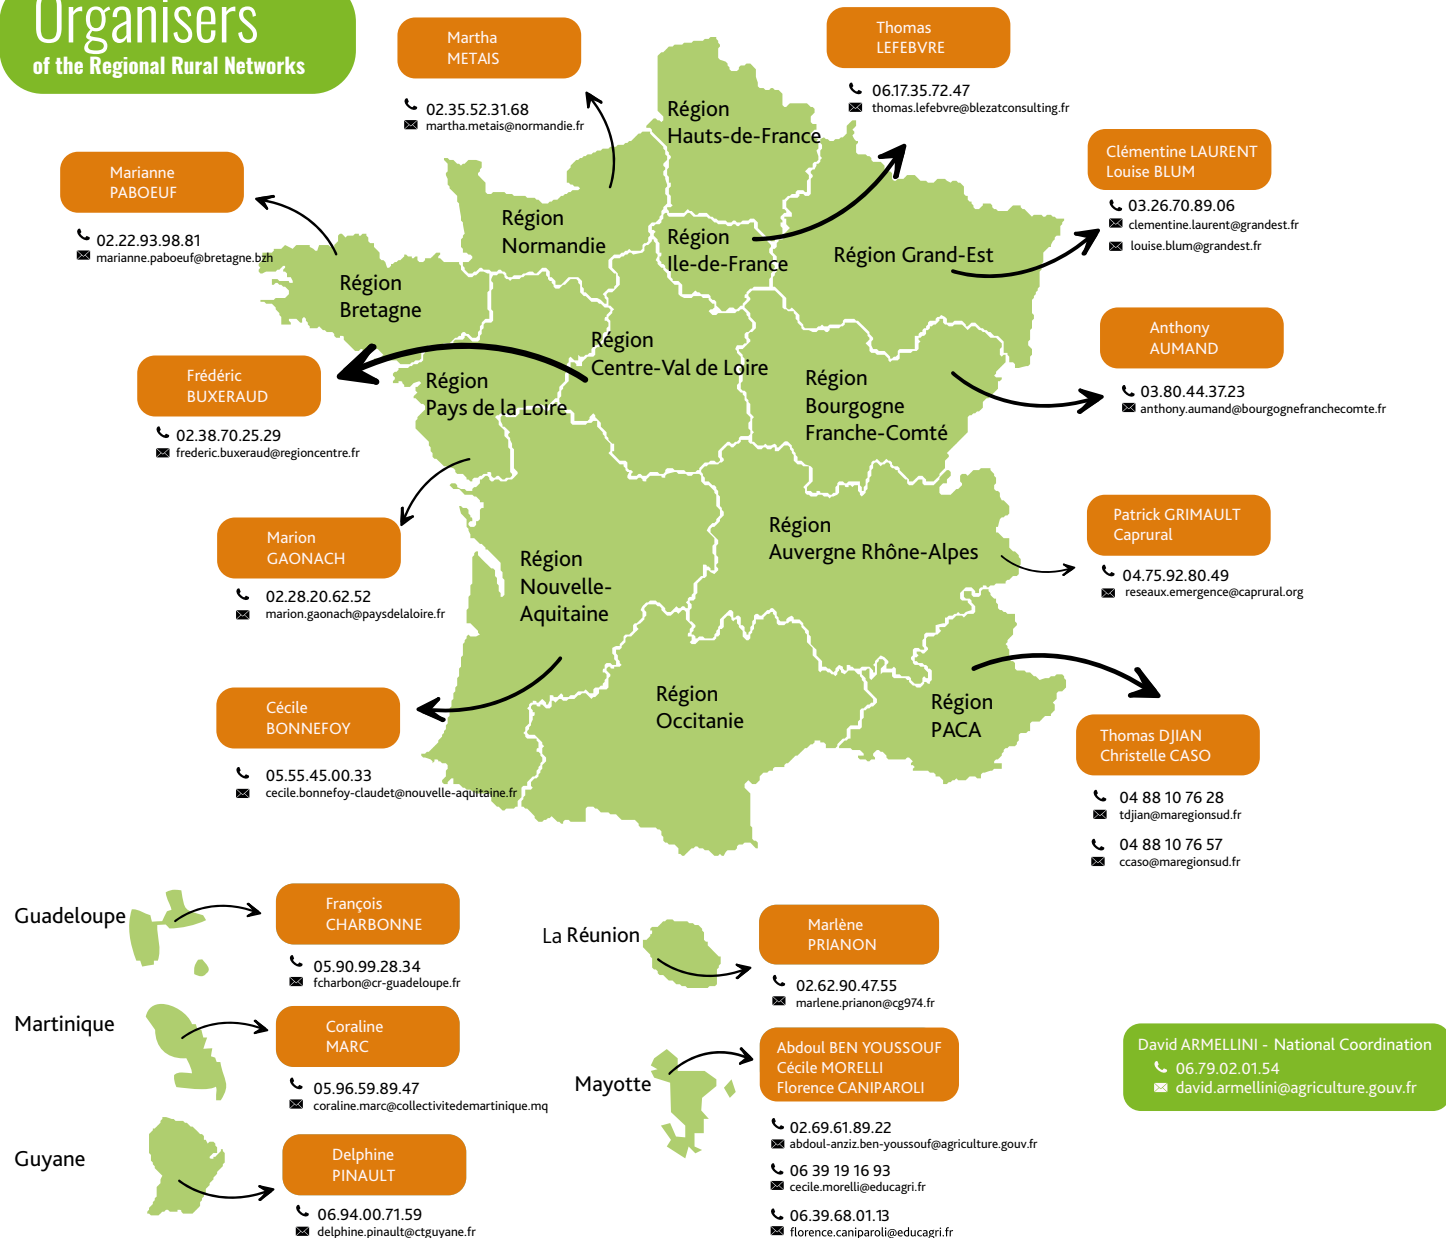 Organisers
of the Regional Rural Networks
Martha
METAIS
02.35.52.31.68
martha.metais@normandie.fr
Thomas
LEFEBVRE
06.17.35.72.47
thomas.lefebvre@blezatconsulting.fr
Région
Hauts-de-France
Clémentine LAURENT
Louise BLUM
03.26.70.89.06
clementine.laurent@grandest.fr
louise.blum@grandest.fr
Marianne
PABOEUF
02.22.93.98.81
marianne.paboeuf@bretagne.bzh
Région
Normandie
Région
Ile-de-France
Région Grand-Est
Région
Bretagne
Anthony
AUMAND
03.80.44.37.23
anthony.aumand@bourgognefranchecomte.fr
Région
Centre-Val de Loire
Frédéric
BUXERAUD
02.38.70.25.29
frederic.buxeraud@regioncentre.fr
Région
Pays de la Loire
Région
Bourgogne
Franche-Comté
Marion
GAONACH
02.28.20.62.52
marion.gaonach@paysdelaloire.fr
Région
Nouvelle-
Aquitaine
Région
Auvergne Rhône-Alpes
Patrick GRIMAULT
Caprural
04.75.92.80.49
reseaux.emergence@caprural.org
Cécile
BONNEFOY
05.55.45.00.33
cecile.bonnefoy-claudet@nouvelle-aquitaine.fr
Région
Occitanie
Région
PACA
Thomas DJIAN
Christelle CASO
04 88 10 76 28
tdjian@maregionsud.fr
04 88 10 76 57
ccaso@maregionsud.fr
Guadeloupe
François
CHARBONNE
05.90.99.28.34
fcharbon@cr-guadeloupe.fr
Martinique
Coraline
MARC
05.96.59.89.47
coraline.marc@collectivitedemartinique.mq
Guyane
Delphine
PINAULT
06.94.00.71.59
delphine.pinault@ctguyane.fr
La Réunion
Marlène
PRIANON
02.62.90.47.55
marlene.prianon@cg974.fr
Mayotte
Abdoul BEN YOUSSOUF
Cécile MORELLI
Florence CANIPAROLI
02.69.61.89.22
abdoul-anziz.ben-youssouf@agriculture.gouv.fr
06 39 19 16 93
cecile.morelli@educagri.fr
06.39.68.01.13
florence.caniparoli@educagri.fr
David ARMELLINI - National Coordination
06.79.02.01.54
david.armellini@agriculture.gouv.fr